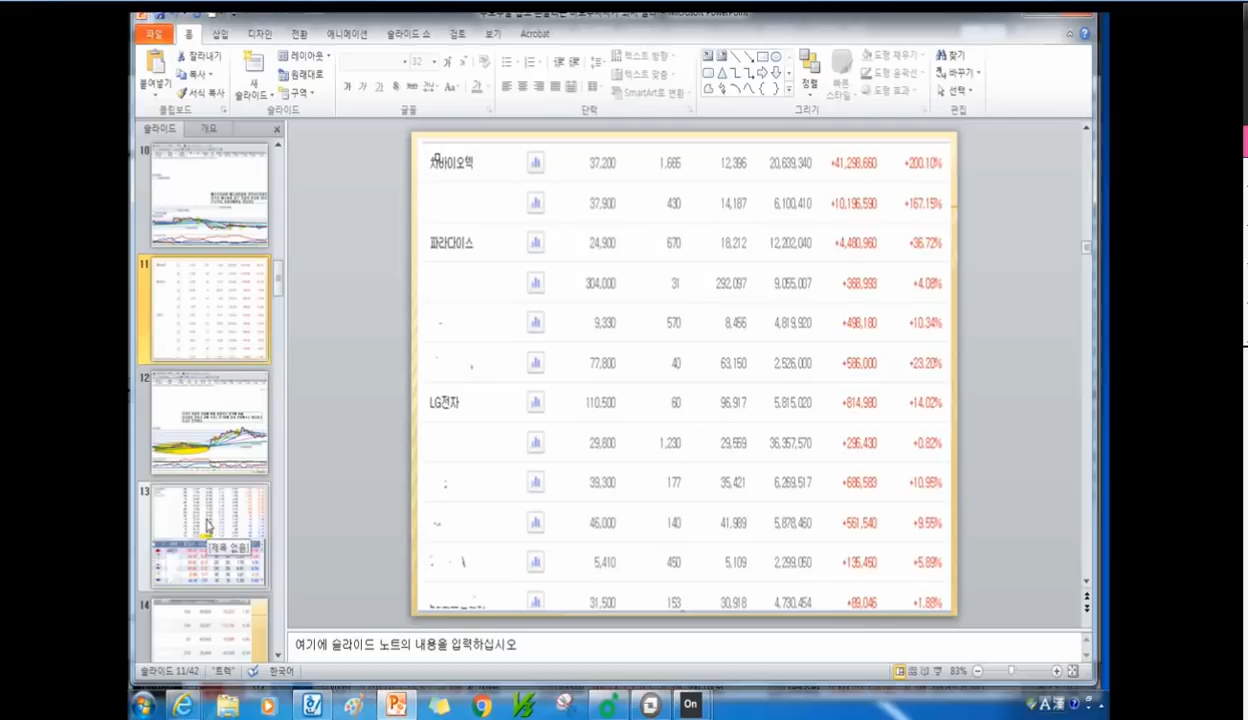 파일 홈 삽입 디자인 전환 애니메이션 슬라이드 쇼 검토 보기 Acrobat
잘라내기
복사
서식 복사
붙여넣기
클립보드
새
슬라이드
레이아웃
원래대로
구역
슬라이드
32
글꼴
텍스트 방향
텍스트 맞춤
SmartArt로 변환
단락
정렬
빠른
스타일
도형 채우기
도형 윤곽선
도형 효과
그리기
찾기
바꾸기
선택
편집
슬라이드 개요
10
11
12
13
[제목 없음]
14
차바이오텍 37,200 1,665 12,396 20,639,340 +41,298,660 +200.10%
37,900 430 14,187 6,100,410 +10,196,590 +167.15%
파라다이스 24,900 670 18,212 12,202,040 +4,480,960 +36.72%
304,000 31 292,097 9,055,007 +368,993 +4.08%
9,330 570 8,456 4,819,920 +498,180 +10.34%
77,800 40 63,150 2,526,000 +586,000 +23.20%
LG전자 110,500 60 96,917 5,815,020 +814,980 +14.02%
29,800 1,230 29,559 36,357,570 +296,430 +0.82%
39,300 177 35,421 6,269,517 +686,583 +10.95%
46,000 140 41,989 5,878,460 +561,540 +9.55%
5,410 450 5,109 2,299,050 +135,450 +5.89%
31,500 153 30,918 4,730,454 +89,046 +1.88%
여기에 슬라이드 노트의 내용을 입력하십시오
슬라이드 11/42 "트렉" 한국어 83%
On
A 漢